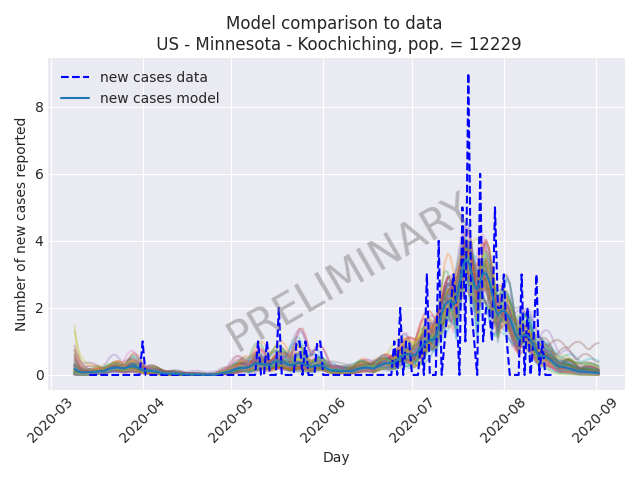 Model comparison to data
US - Minnesota - Koochiching, pop. = 12229
new cases data
new cases model
PRELIMINARY
Number of new cases reported
8
6
4
2
0
2020-03
2020-04
2020-05
2020-06
2020-07
2020-08
2020-09
Day